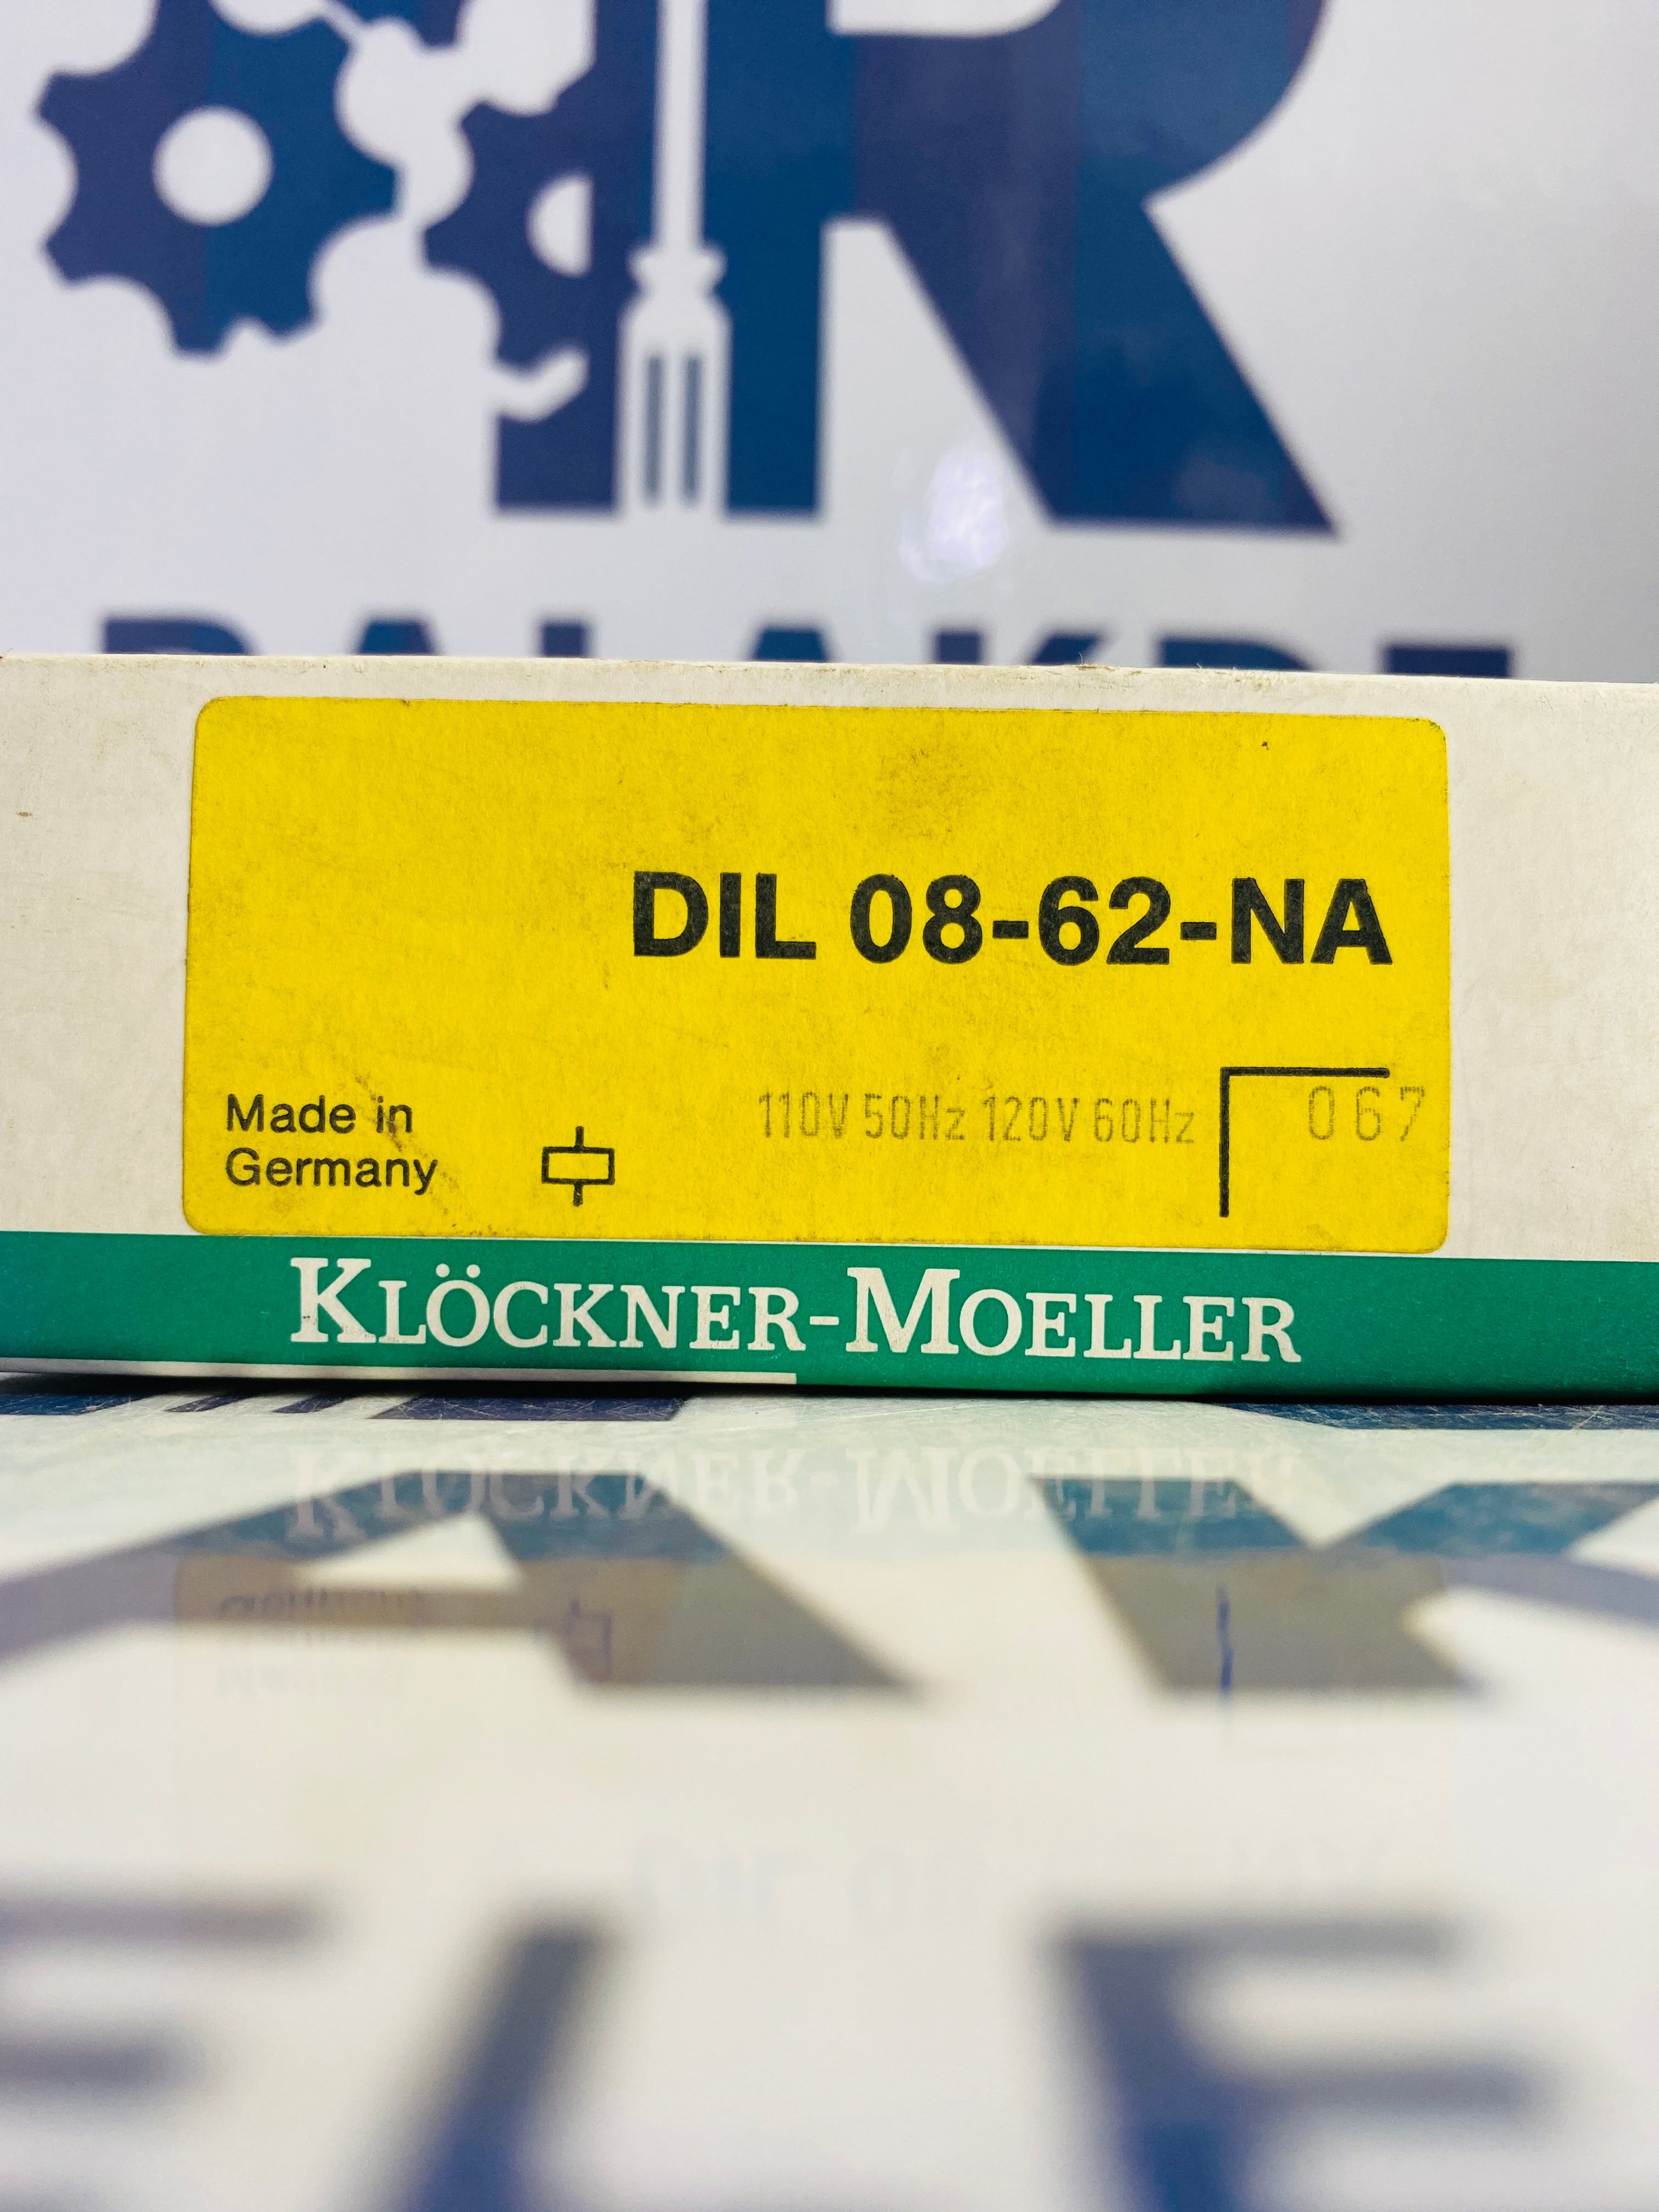 R
DIL 08-62-NA
110V 50Hz 120V 60Hz
067
Made in
Germany
KLÖCKNER-MOELLER